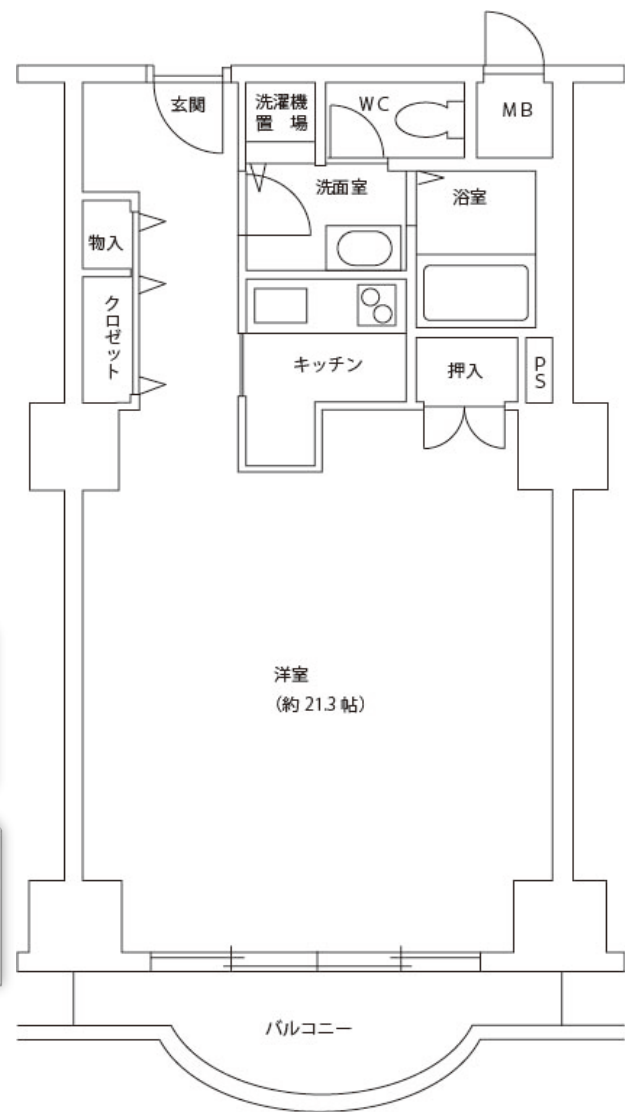 玄関
洗濯機
置 場
WC
MB
洗面室
浴室
物入
クロゼット
キッチン
押入
PS
洋室
（約 21.3 帖）
バルコニー